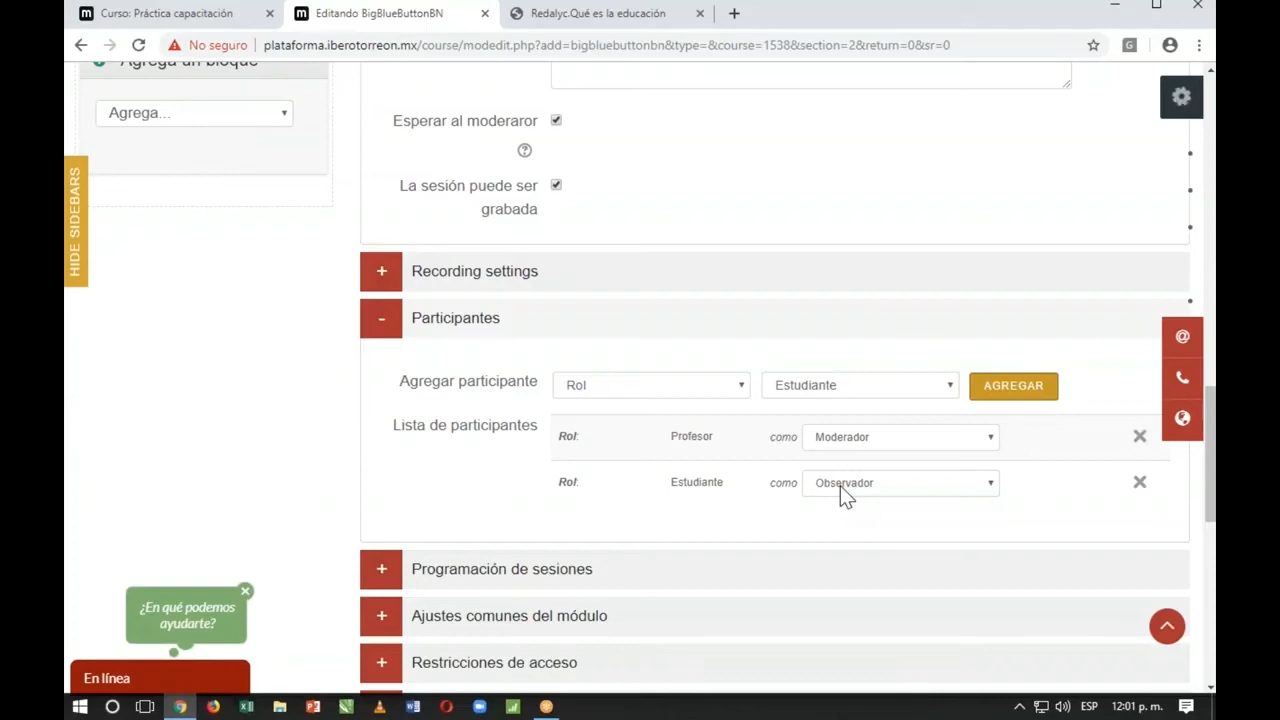 Curso: Práctica capacitación
Editando BigBlueButtonBN
Redalyc.Qué es la educación
No seguro
plataforma.iberotorreon.mx/course/modedit.php?add=bigbluebuttonbn&type=&course=1538&section=2&return=0&sr=0
Agrega un bloque
Agrega...
HIDE SIDEBARS
Esperar al moderaror
La sesión puede ser
grabada
+ Recording settings
- Participantes
Agregar participante
Rol
Estudiante
AGREGAR
Lista de participantes
Rol: Profesor como Moderador
Rol: Estudiante como Observador
+ Programación de sesiones
+ Ajustes comunes del módulo
+ Restricciones de acceso
¿En qué podemos
ayudarte?
En línea
ESP
12:01 p. m.